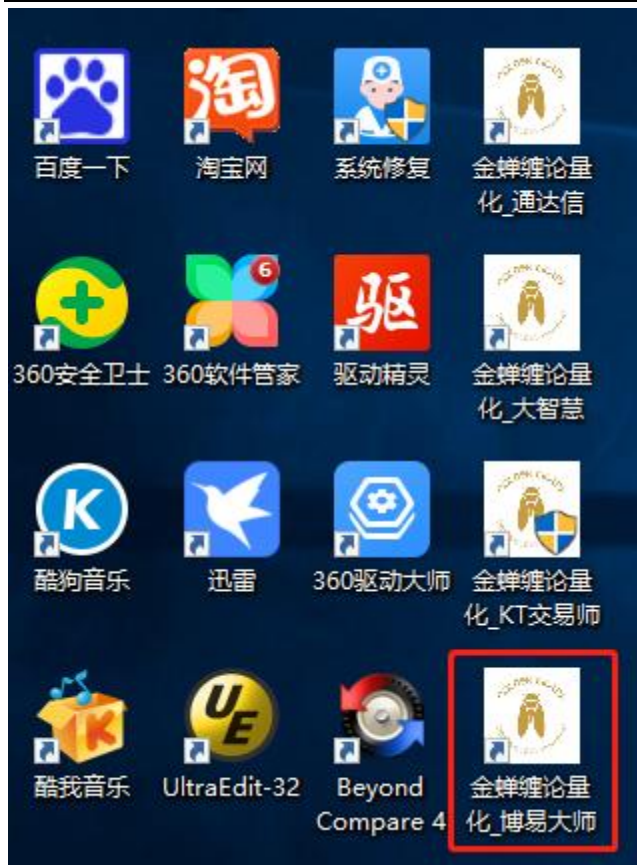 淘
百度一下 淘宝网 系统修复 金蝉缠论量
化_通达信
6
驱
360安全卫士 360软件管家 驱动精灵 金蝉缠论量
化_大智慧
K
酷狗音乐 迅雷 360驱动大师 金蝉缠论量
化_KT交易师
UE
K
酷我音乐 UltraEdit-32 Beyond 金蝉缠论量
Compare 4 化_博易大师